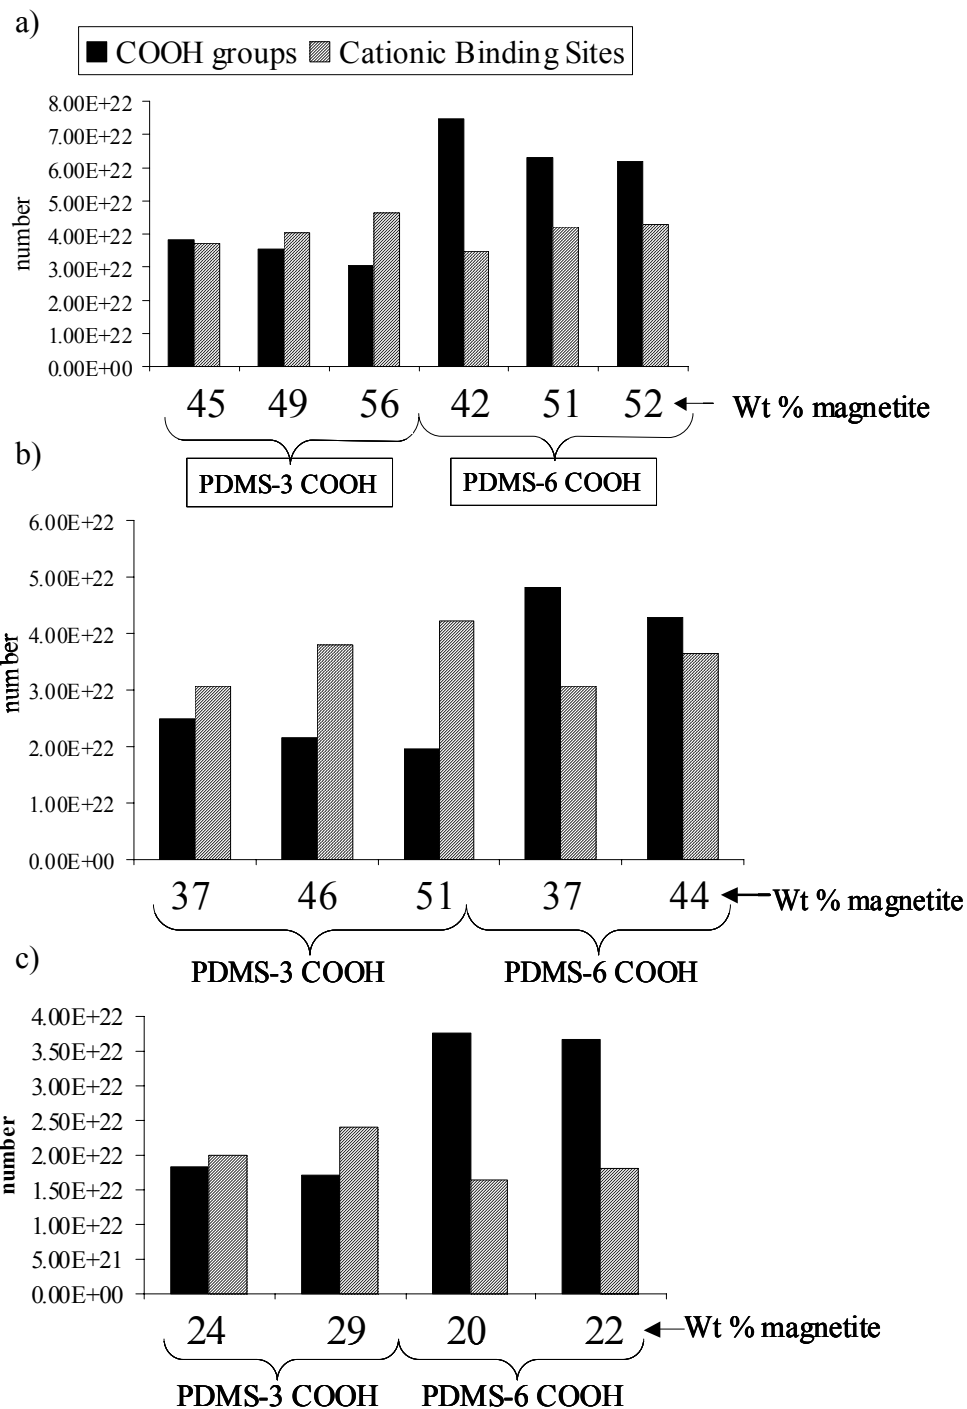 a)
COOH groups Cationic Binding Sites
8.00E+22
7.00E+22
6.00E+22
5.00E+22
4.00E+22
3.00E+22
2.00E+22
1.00E+22
0.00E+00
number
45 49 56 42 51 52 Wt % magnetite
PDMS-3 COOH PDMS-6 COOH
b)
6.00E+22
5.00E+22
4.00E+22
3.00E+22
2.00E+22
1.00E+22
0.00E+00
number
37 46 51 37 44 Wt % magnetite
PDMS-3 COOH PDMS-6 COOH
c)
4.00E+22
3.50E+22
3.00E+22
2.50E+22
2.00E+22
1.50E+22
1.00E+22
5.00E+21
0.00E+00
number
24 29 20 22 Wt % magnetite
PDMS-3 COOH PDMS-6 COOH